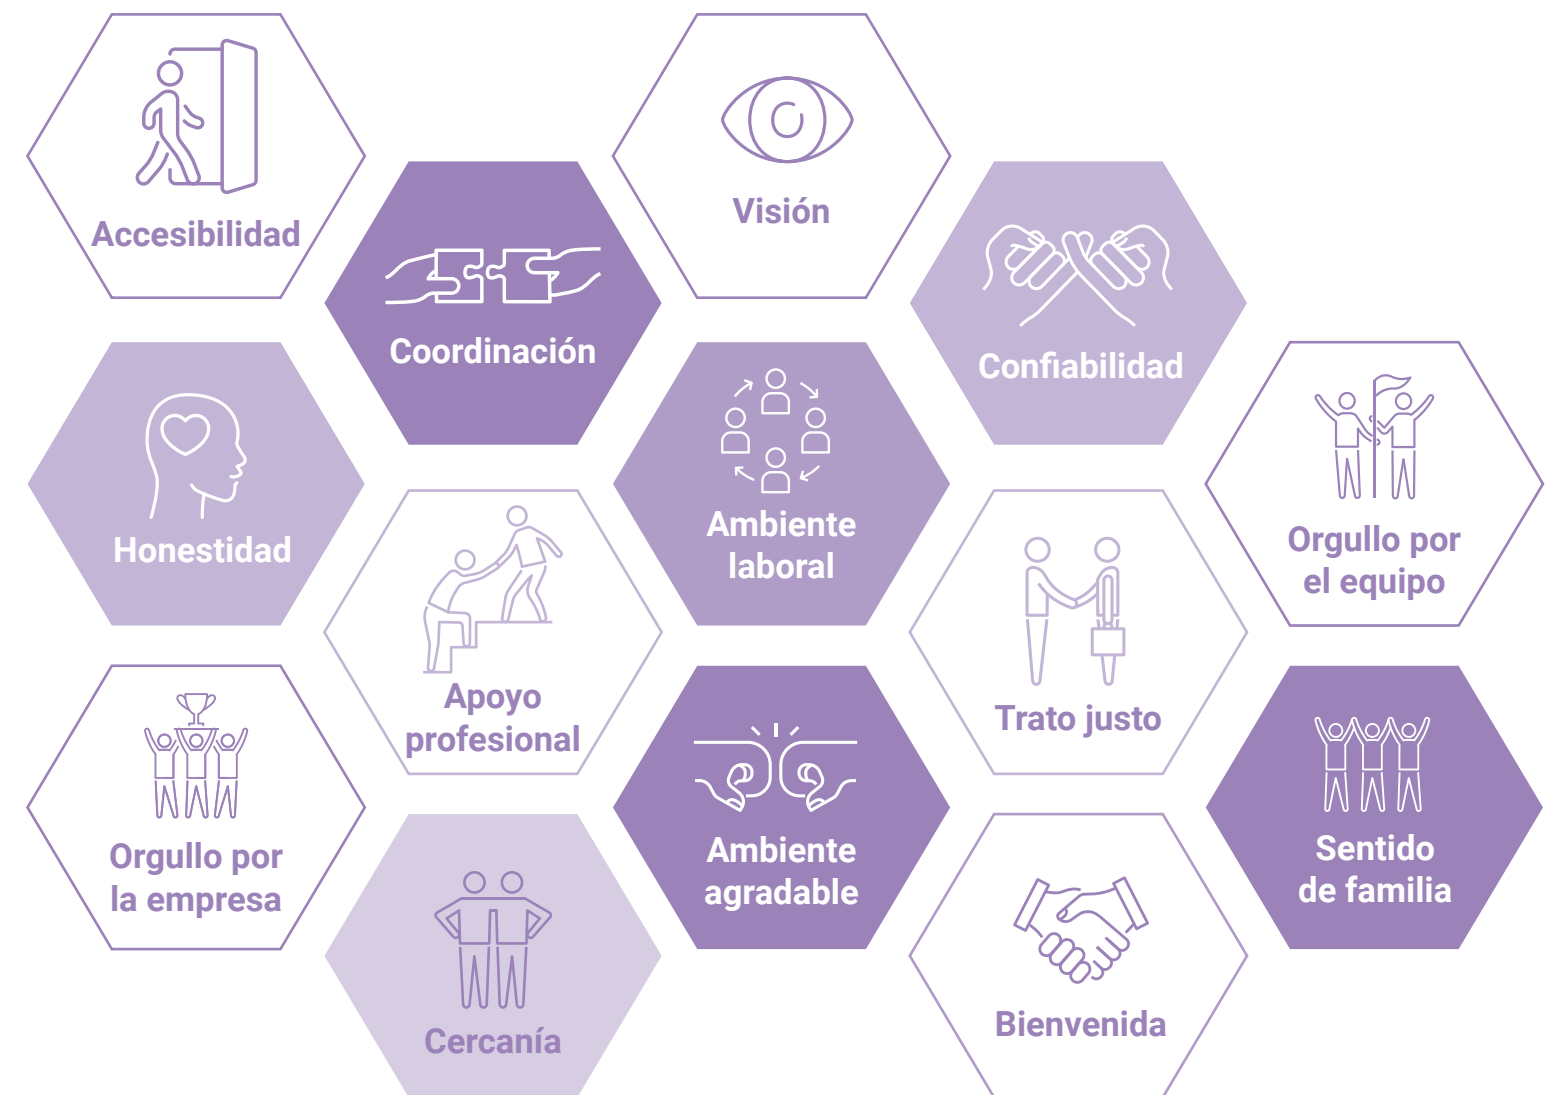 Accesibilidad
Visión
Coordinación
Confiabilidad
Honestidad
Ambiente
laboral
Orgullo por
el equipo
Apoyo
profesional
Trato justo
Orgullo por
la empresa
Ambiente
agradable
Sentido
de familia
Cercanía
Bienvenida